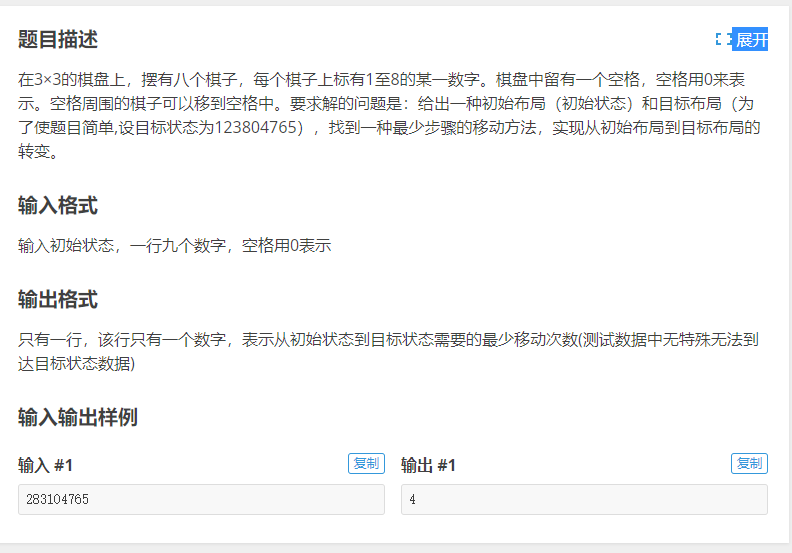 题目描述
展开
在3×3的棋盘上，摆有八个棋子，每个棋子上标有1至8的某一数字。棋盘中留有一个空格，空格用0来表
示。空格周围的棋子可以移到空格中。要求解的问题是：给出一种初始布局（初始状态）和目标布局（为
了使题目简单,设目标状态为123804765），找到一种最少步骤的移动方法，实现从初始布局到目标布局的
转变。
输入格式
输入初始状态，一行九个数字，空格用0表示
输出格式
只有一行，该行只有一个数字，表示从初始状态到目标状态需要的最少移动次数(测试数据中无特殊无法到
达目标状态数据)
输入输出样例
输入 #1
复制
283104765
输出 #1
复制
4